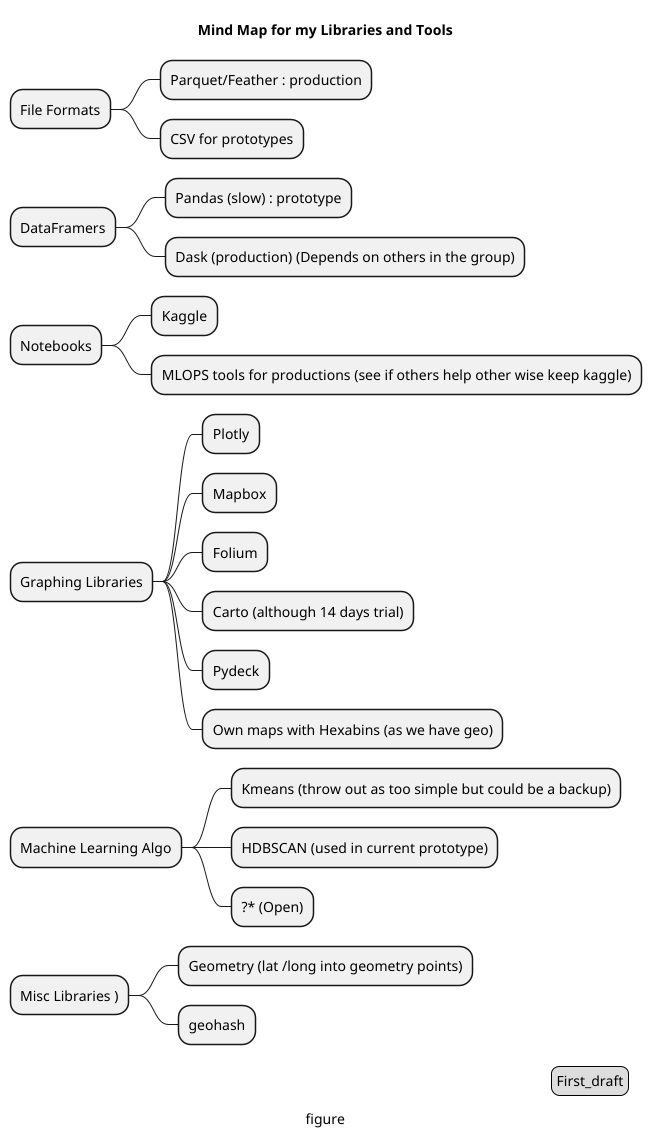 Mind Map for my Libraries and Tools
File Formats
Parquet/Feather : production
CSV for prototypes
DataFramers
Pandas (slow) : prototype
Dask (production) (Depends on others in the group)
Notebooks
Kaggle
MLOPS tools for productions (see if others help other wise keep kaggle)
Graphing Libraries
Plotly
Mapbox
Folium
Carto (although 14 days trial)
Pydeck
Own maps with Hexabins (as we have geo)
Machine Learning Algo
Kmeans (throw out as too simple but could be a backup)
HDBSCAN (used in current prototype)
?* (Open)
Misc Libraries )
Geometry (lat /long into geometry points)
geohash
First_draft
figure